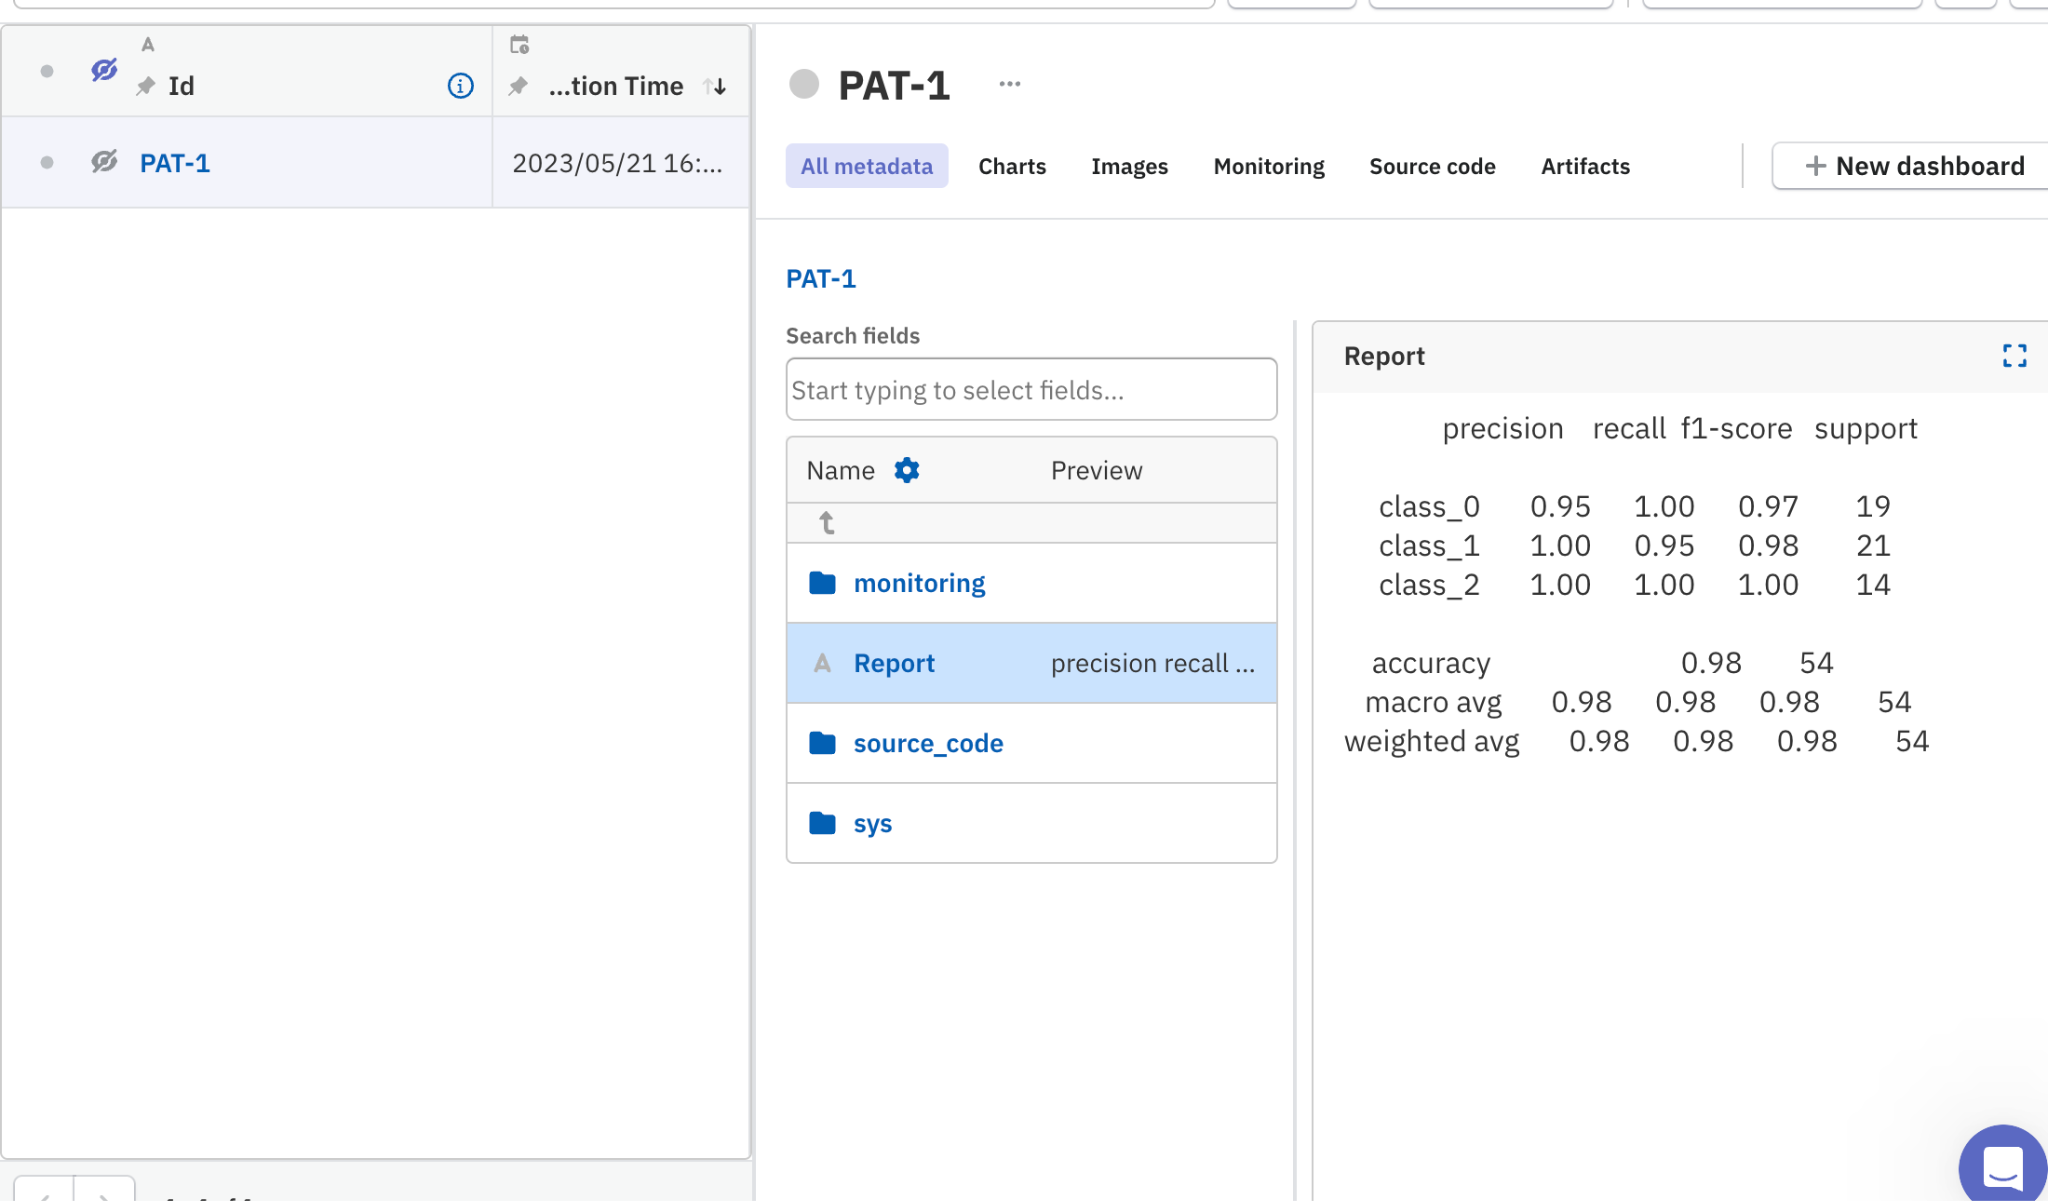 A
Id
...tion Time
PAT-1
2023/05/21 16:...
PAT-1
...
All metadata
Charts
Images
Monitoring
Source code
Artifacts
+ New dashboard
PAT-1
Search fields
Start typing to select fields...
Name
Preview
monitoring
A Report
precision recall ...
source_code
sys
Report
precision recall f1-score support
class_0 0.95 1.00 0.97 19
class_1 1.00 0.95 0.98 21
class_2 1.00 1.00 1.00 14
accuracy 0.98 54
macro avg 0.98 0.98 0.98 54
weighted avg 0.98 0.98 0.98 54